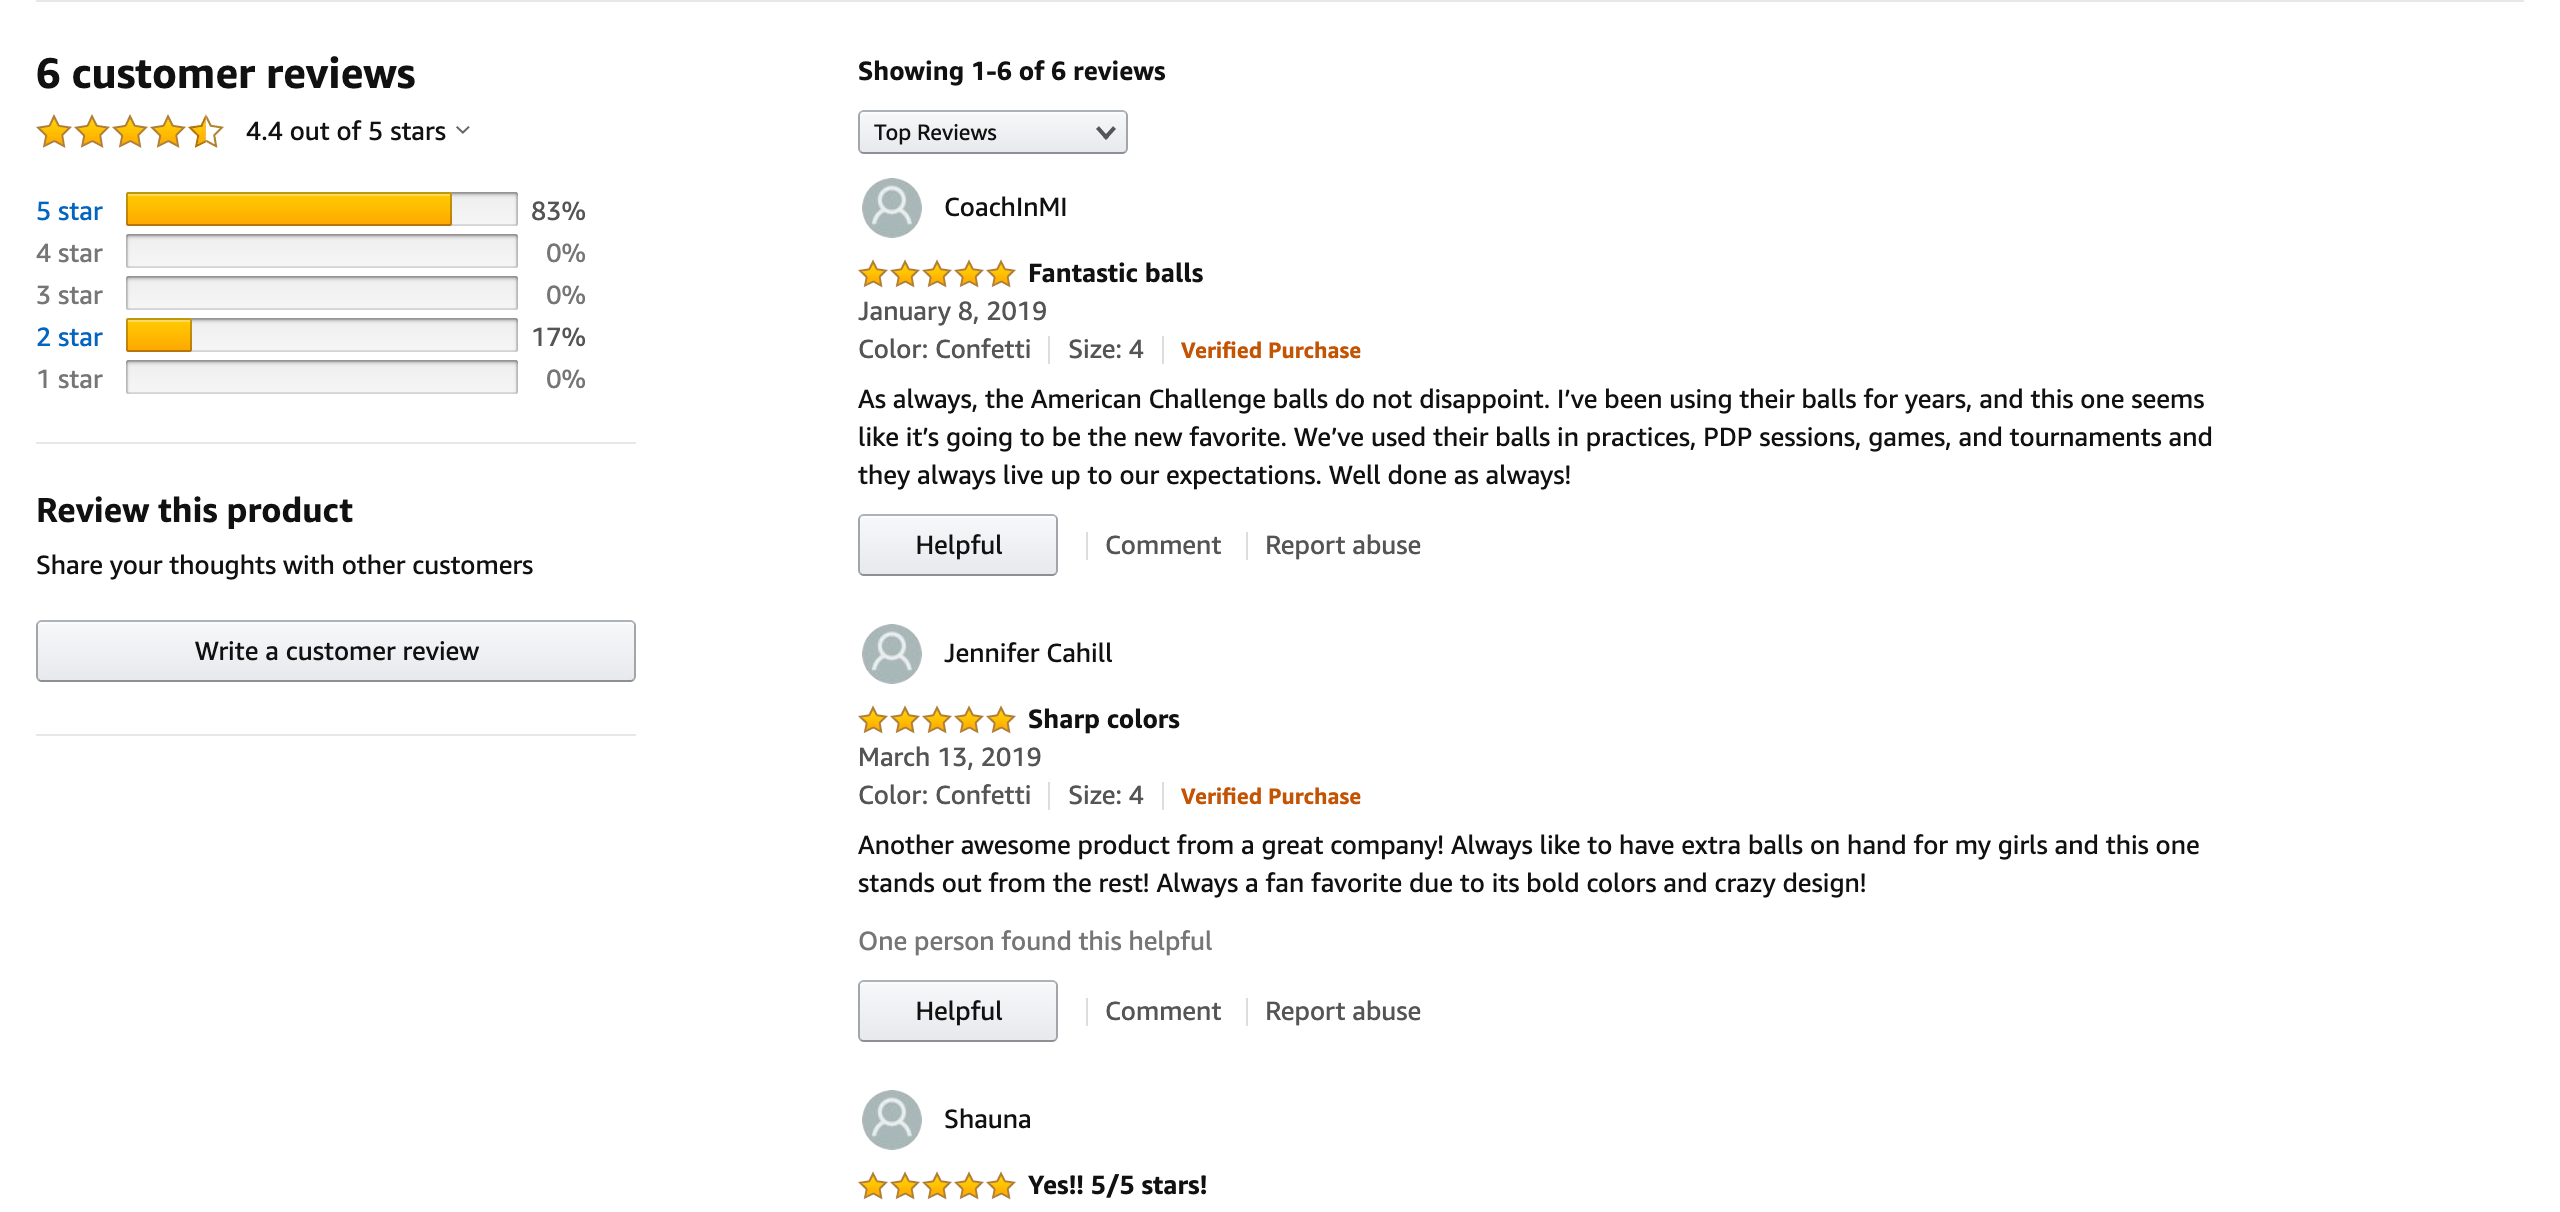 6 customer reviews
4.4 out of 5 stars
5 star 83%
4 star 0%
3 star 0%
2 star 17%
1 star 0%
Review this product
Share your thoughts with other customers
Write a customer review
Showing 1-6 of 6 reviews
Top Reviews
CoachInMI
Fantastic balls
January 8, 2019
Color: Confetti | Size: 4 | Verified Purchase
As always, the American Challenge balls do not disappoint. I’ve been using their balls for years, and this one seems
like it’s going to be the new favorite. We’ve used their balls in practices, PDP sessions, games, and tournaments and
they always live up to our expectations. Well done as always!
Helpful | Comment | Report abuse
Jennifer Cahill
Sharp colors
March 13, 2019
Color: Confetti | Size: 4 | Verified Purchase
Another awesome product from a great company! Always like to have extra balls on hand for my girls and this one
stands out from the rest! Always a fan favorite due to its bold colors and crazy design!
One person found this helpful
Helpful | Comment | Report abuse
Shauna
Yes!! 5/5 stars!